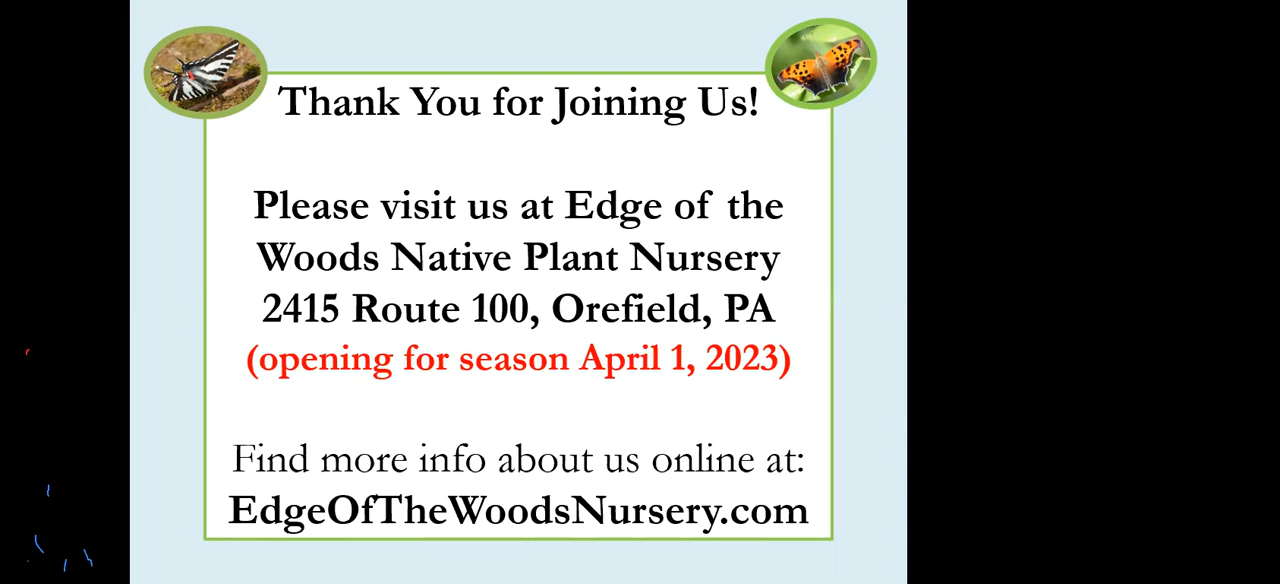 Thank You for Joining Us!
Please visit us at Edge of the
Woods Native Plant Nursery
2415 Route 100, Orefield, PA
(opening for season April 1, 2023)
Find more info about us online at:
EdgeOfTheWoodsNursery.com